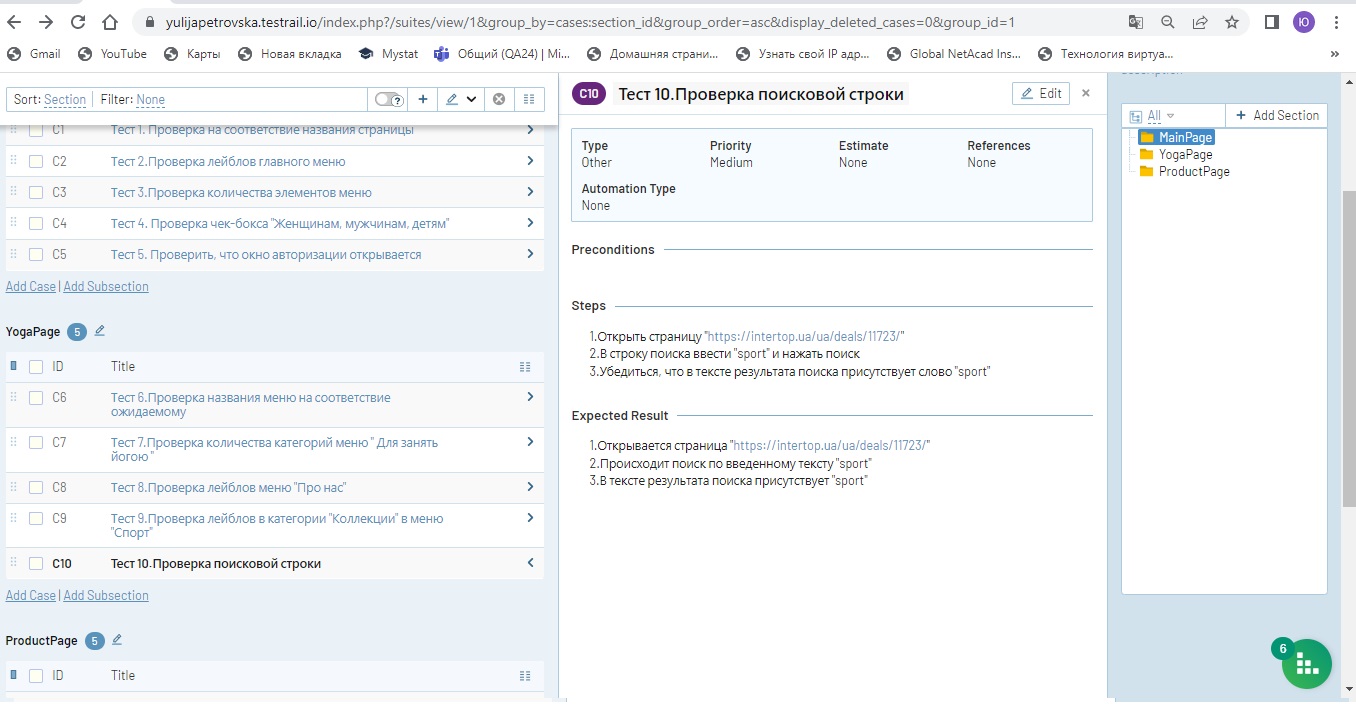 yulijapetrovska.testrail.io/index.php?/suites/view/1&group_by=cases:section_id&group_order=asc&display_deleted_cases=0&group_id=1
Ю
Gmail
YouTube
Карты
Новая вкладка
Mystat
Общий (QA24) | Mi...
Домашняя страни...
Узнать свой IP адр...
Global NetAcad Ins...
Технология виртуа...
»
Sort: Section
Filter: None
C1 Тест 1. Проверка на соответствие названия страницы
C2 Тест 2.Проверка лейблов главного меню
C3 Тест 3.Проверка количества элементов меню
C4 Тест 4. Проверка чек-бокса "Женщинам, мужчинам, детям"
C5 Тест 5. Проверить, что окно авторизации открывается
Add Case | Add Subsection
YogaPage 5
ID Title
C6 Тест 6.Проверка названия меню на соответствие
ожидаемому
C7 Тест 7.Проверка количества категорий меню " Для занять
йогою "
C8 Тест 8.Проверка лейблов меню "Про нас"
C9 Тест 9.Проверка лейблов в категории "Коллекции" в меню
"Спорт"
C10 Тест 10.Проверка поисковой строки
Add Case | Add Subsection
ProductPage 5
ID Title
C10 Тест 10.Проверка поисковой строки
Edit
Type Priority Estimate References
Other Medium None None
Automation Type
None
Preconditions
Steps
1.Открыть страницу "https://intertop.ua/ua/deals/11723/"
2.В строку поиска ввести "sport" и нажать поиск
3.Убедиться, что в тексте результата поиска присутствует слово "sport"
Expected Result
1.Открывается страница "https://intertop.ua/ua/deals/11723/"
2.Происходит поиск по введенному тексту "sport"
3.В тексте результата поиска присутствует "sport"
All
+ Add Section
MainPage
YogaPage
ProductPage
6